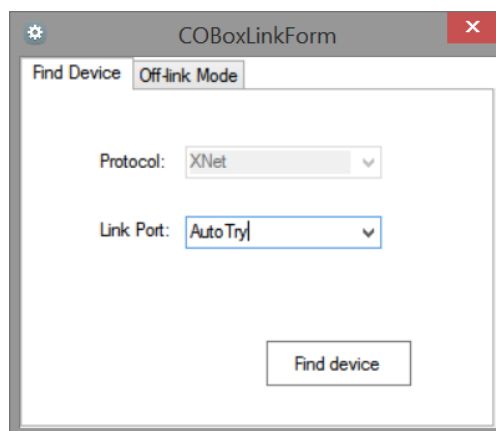 COBoxLinkForm
Find Device Off-link Mode
Protocol: XNet
Link Port: AutoTry
Find device